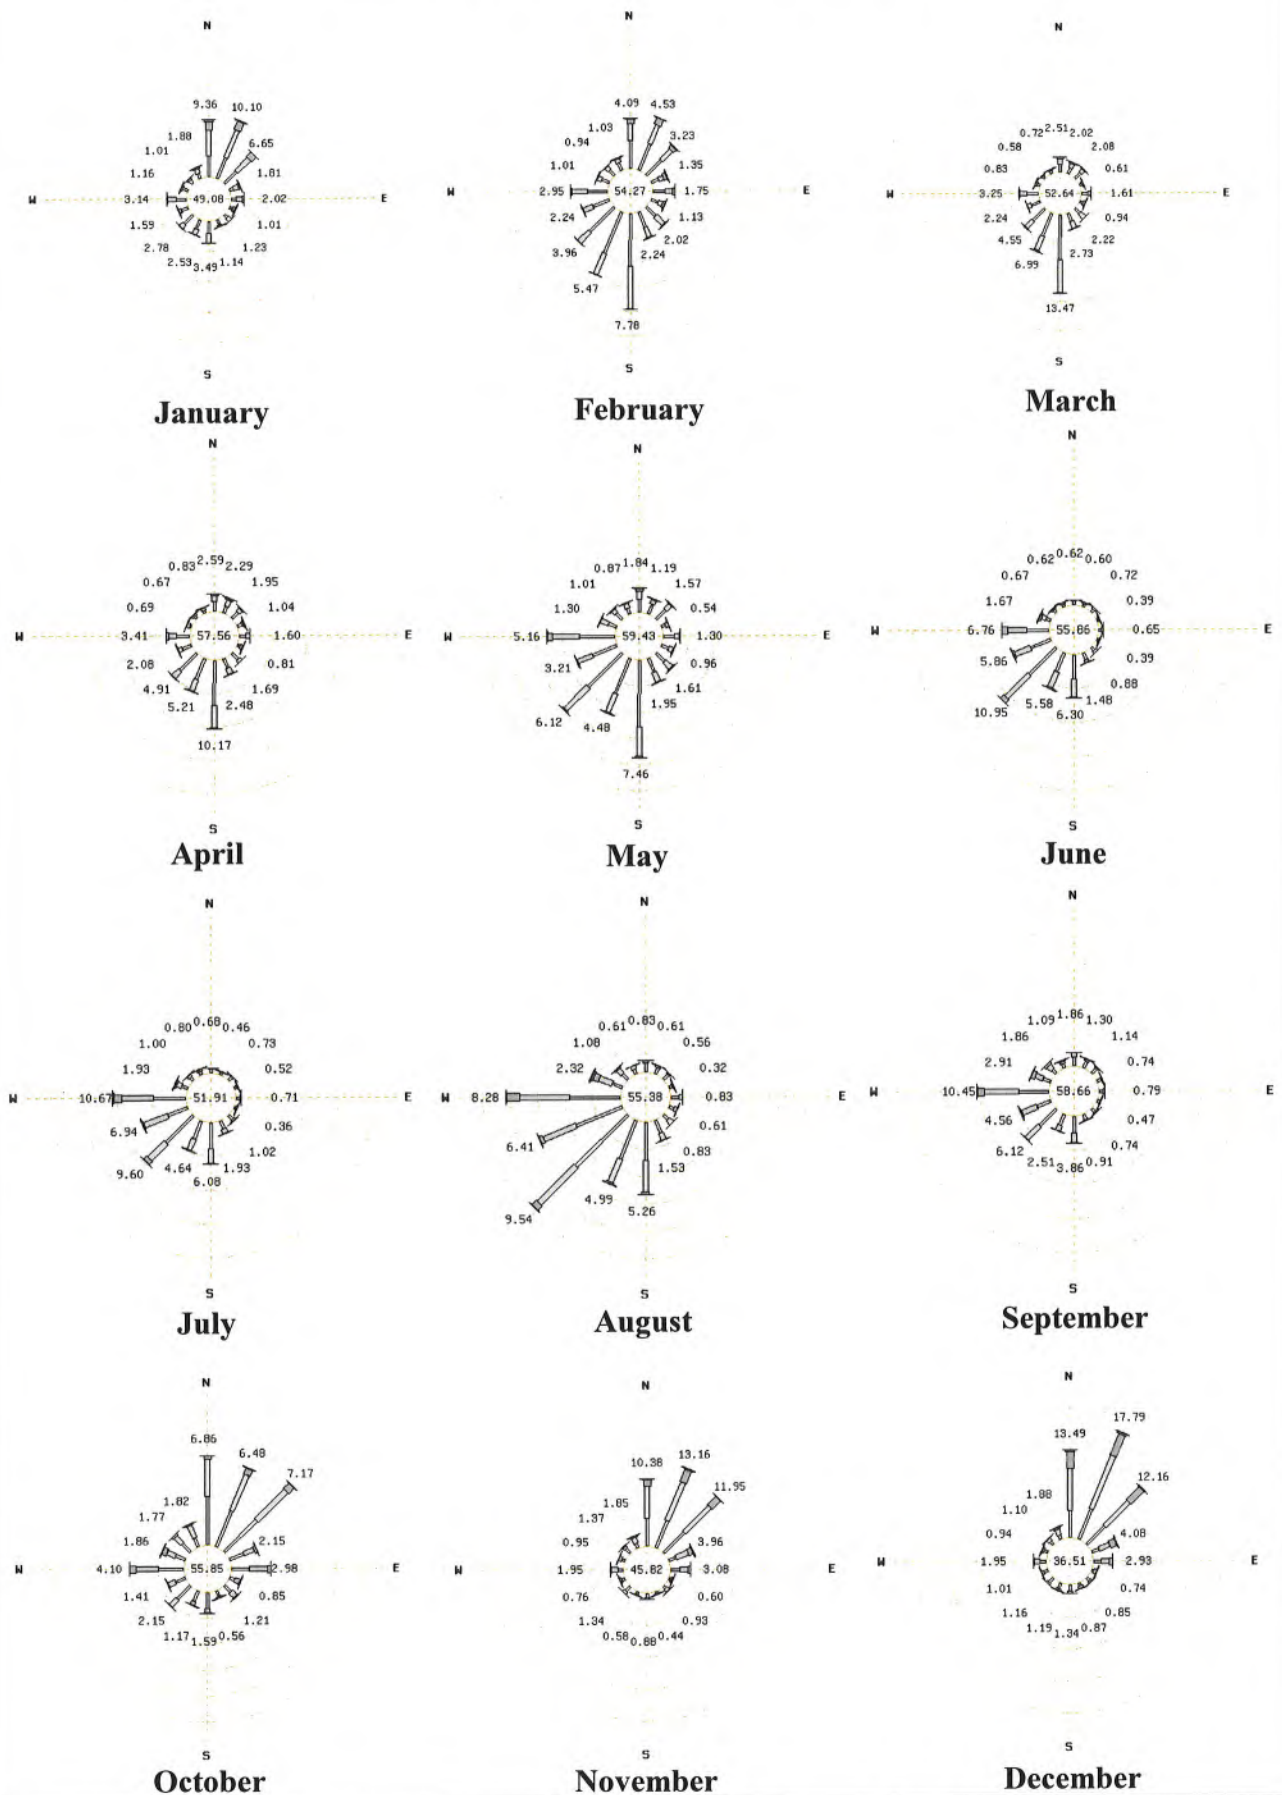 N
9.36 10.10
1.88 6.65
1.01 1.81
1.16
W 3.14 49.08 2.02 E
1.59 1.01
2.78 1.23
2.53 3.49 1.14
S
January
N
4.09 4.53
1.03 3.23
0.94 1.35
1.01
W 2.95 54.27 1.75 E
2.24 1.13
3.96 2.02
5.47 2.24
7.78
S
February
N
0.72 2.51 2.02
0.58 2.08
0.83 0.61
W 3.25 52.64 1.61 E
2.24 0.94
4.55 2.22
6.99 2.73
13.47
S
March
N
0.83 2.59 2.29
0.67 1.95
0.69 1.04
W 3.41 57.56 1.60 E
2.08 0.81
4.91 1.69
5.21 2.48
10.17
S
April
N
0.87 1.84 1.19
1.01 1.57
1.30 0.54
W 5.16 59.43 1.30 E
3.21 0.96
6.12 1.61
4.48 1.95
7.46
S
May
N
0.62 0.62 0.60
0.67 0.72
1.67 0.39
W 6.76 55.86 0.65 E
5.86 0.39
10.95 0.88
5.58 6.30 1.48
S
June
N
0.80 0.68 0.46
1.00 0.73
1.93 0.52
W 10.67 51.91 0.71 E
6.94 0.36
9.60 1.02
4.64 6.08 1.93
S
July
N
0.61 0.83 0.61
1.08 0.56
2.32 0.32
W 8.28 55.38 0.83 E
6.41 0.61
9.54 0.83
4.99 5.26 1.53
S
August
N
1.09 1.86 1.30
1.86 1.14
2.91 0.74
W 10.45 58.66 0.79 E
4.56 0.47
6.12 0.74
2.51 3.86 0.91
S
September
N
6.86 6.48
1.82 7.17
1.77
1.86 2.15
W 4.10 55.85 2.98 E
1.41 0.85
2.15 1.21
1.17 1.59 0.56
S
October
N
10.38 13.16
1.85 11.95
1.37
0.95 3.96
W 1.95 45.82 3.08 E
0.76 0.60
1.34 0.93
0.58 0.88 0.44
S
November
N
13.49 17.79
1.88 12.16
1.10
0.94 4.08
W 1.95 36.51 2.93 E
1.01 0.74
1.16 0.85
1.19 1.34 0.87
S
December